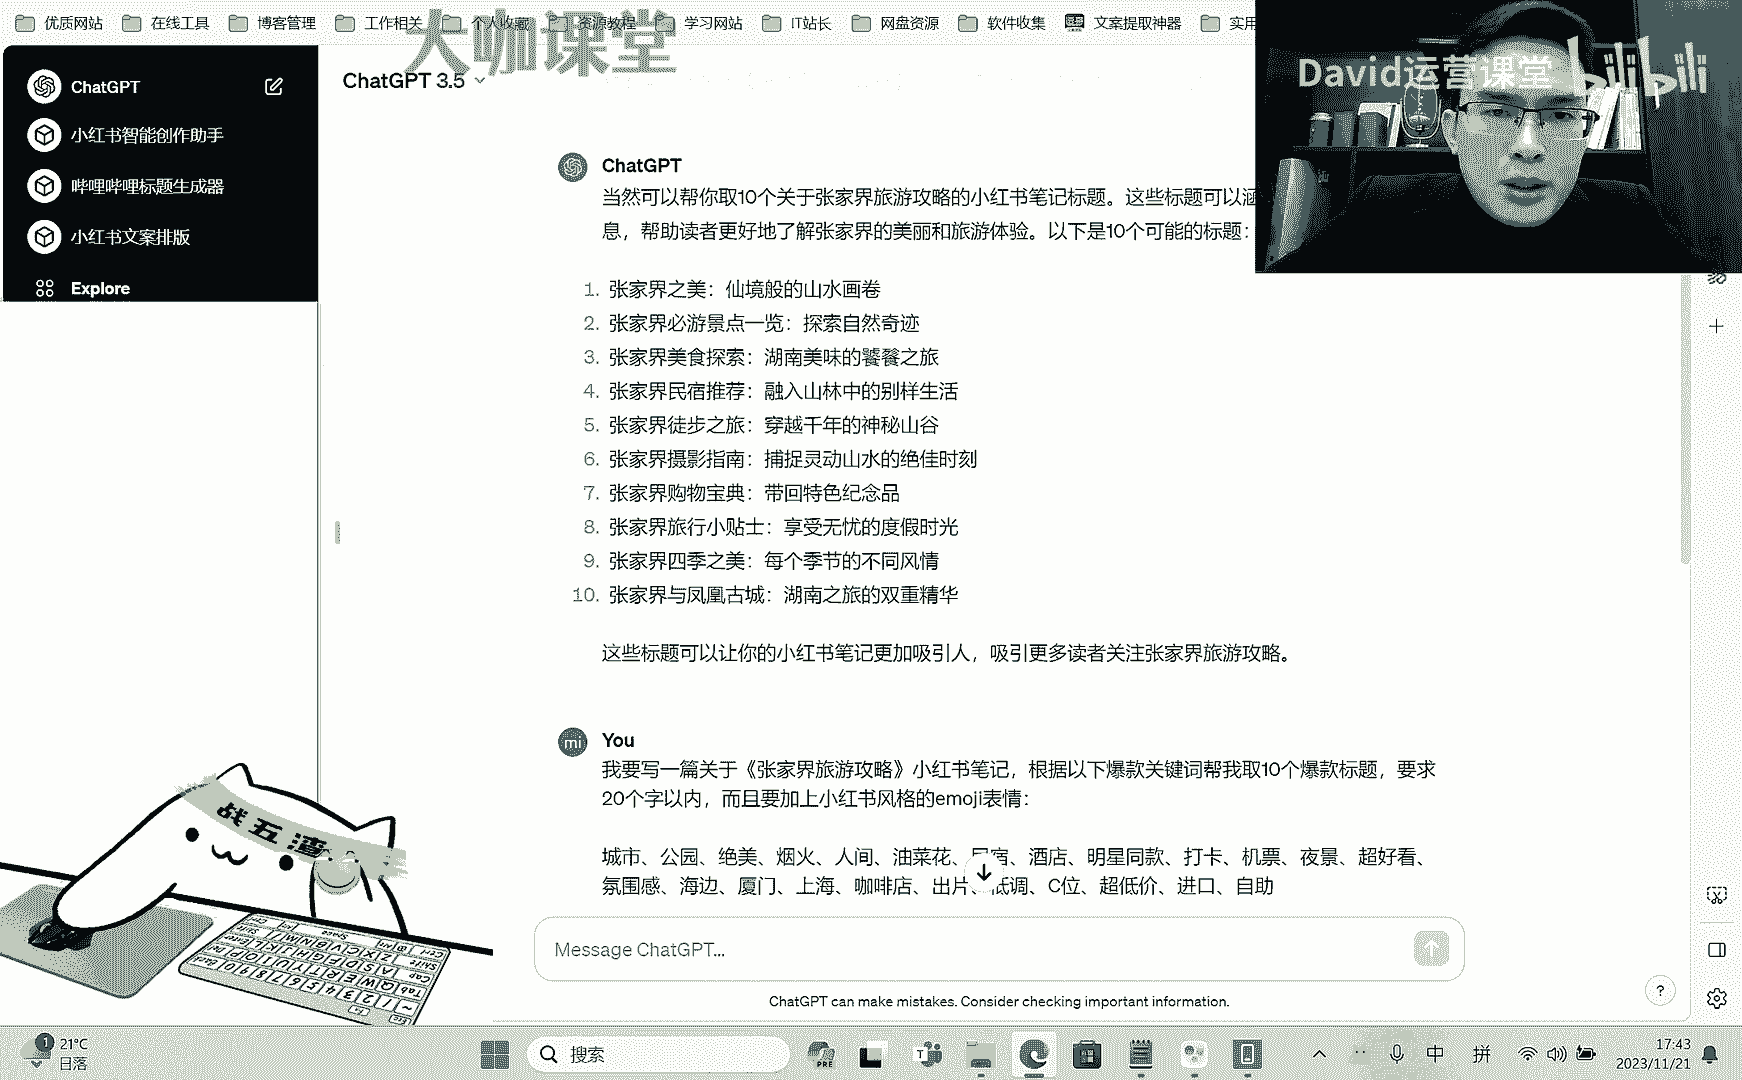 优质网站
在线工具
博客管理
工作相关
个人收藏
资源教程
学习网站
IT站长
网盘资源
软件收集
文案提取神器
实用
大咖课堂
David运营课堂 bilibili
ChatGPT
小红书智能创作助手
哔哩哔哩标题生成器
小红书文案排版
Explore
ChatGPT 3.5
ChatGPT
当然可以帮你取10个关于张家界旅游攻略的小红书笔记标题。这些标题可以涵
息，帮助读者更好地了解张家界的美丽和旅游体验。以下是10个可能的标题：
1. 张家界之美：仙境般的山水画卷
2. 张家界必游景点一览：探索自然奇迹
3. 张家界美食探索：湖南美味的饕餮之旅
4. 张家界民宿推荐：融入山林中的别样生活
5. 张家界徒步之旅：穿越千年的神秘山谷
6. 张家界摄影指南：捕捉灵动山水的绝佳时刻
7. 张家界购物宝典：带回特色纪念品
8. 张家界旅行小贴士：享受无忧的度假时光
9. 张家界四季之美：每个季节的不同风情
10. 张家界与凤凰古城：湖南之旅的双重精华
这些标题可以让你的小红书笔记更加吸引人，吸引更多读者关注张家界旅游攻略。
mi
You
我要写一篇关于《张家界旅游攻略》小红书笔记，根据以下爆款关键词帮我取10个爆款标题，要求
20个字以内，而且要加上小红书风格的emoji表情：
城市、公园、绝美、烟火、人间、油菜花、民宿、酒店、明星同款、打卡、机票、夜景、超好看、
氛围感、海边、厦门、上海、咖啡店、出片、低调、C位、超低价、进口、自助
Message ChatGPT...
ChatGPT can make mistakes. Consider checking important information.
?
战五渣
1
21°C
日落
搜索
PRE
中
拼
17:43
2023/11/21